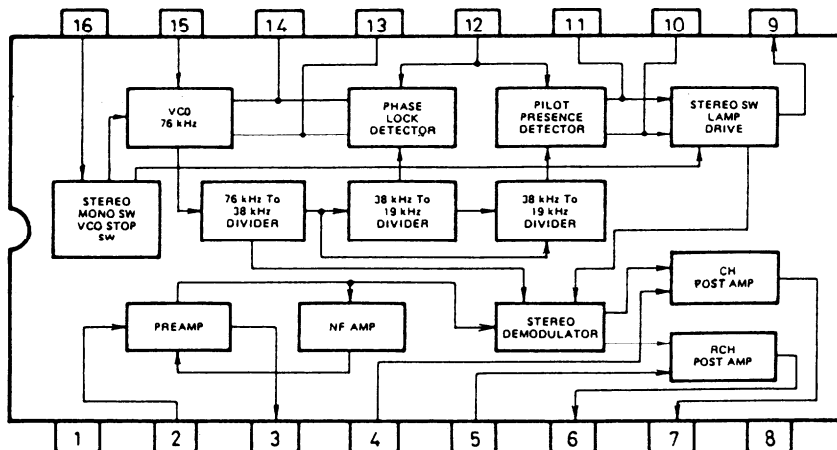 16 15 14 13 12 11 10 9
VCO
76 kHz
PHASE
LOCK
DETECTOR
PILOT
PRESENCE
DETECTOR
STEREO SW
LAMP
DRIVE
STEREO
MONO SW
VCO STOP
SW
76 kHz To
38 kHz
DIVIDER
38 kHz To
19 kHz
DIVIDER
38 kHz To
19 kHz
DIVIDER
PREAMP
NF AMP
STEREO
DEMODULATOR
CH
POST AMP
RCH
POST AMP
1 2 3 4 5 6 7 8